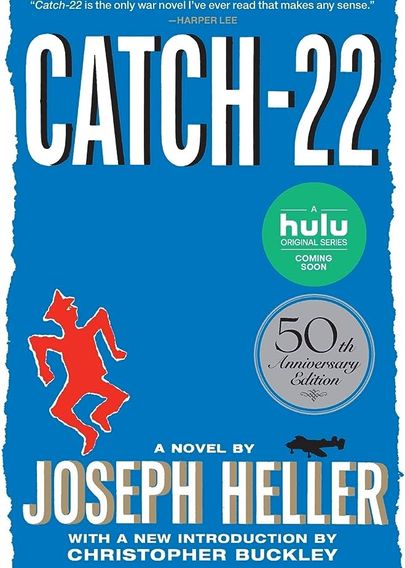 “Catch-22 is the only war novel I've ever read that makes any sense.”
—HARPER LEE
CATCH-22
A
hulu
ORIGINAL SERIES
COMING
SOON
50th
Anniversary
Edition
A NOVEL BY
JOSEPH HELLER
WITH A NEW INTRODUCTION BY
CHRISTOPHER BUCKLEY